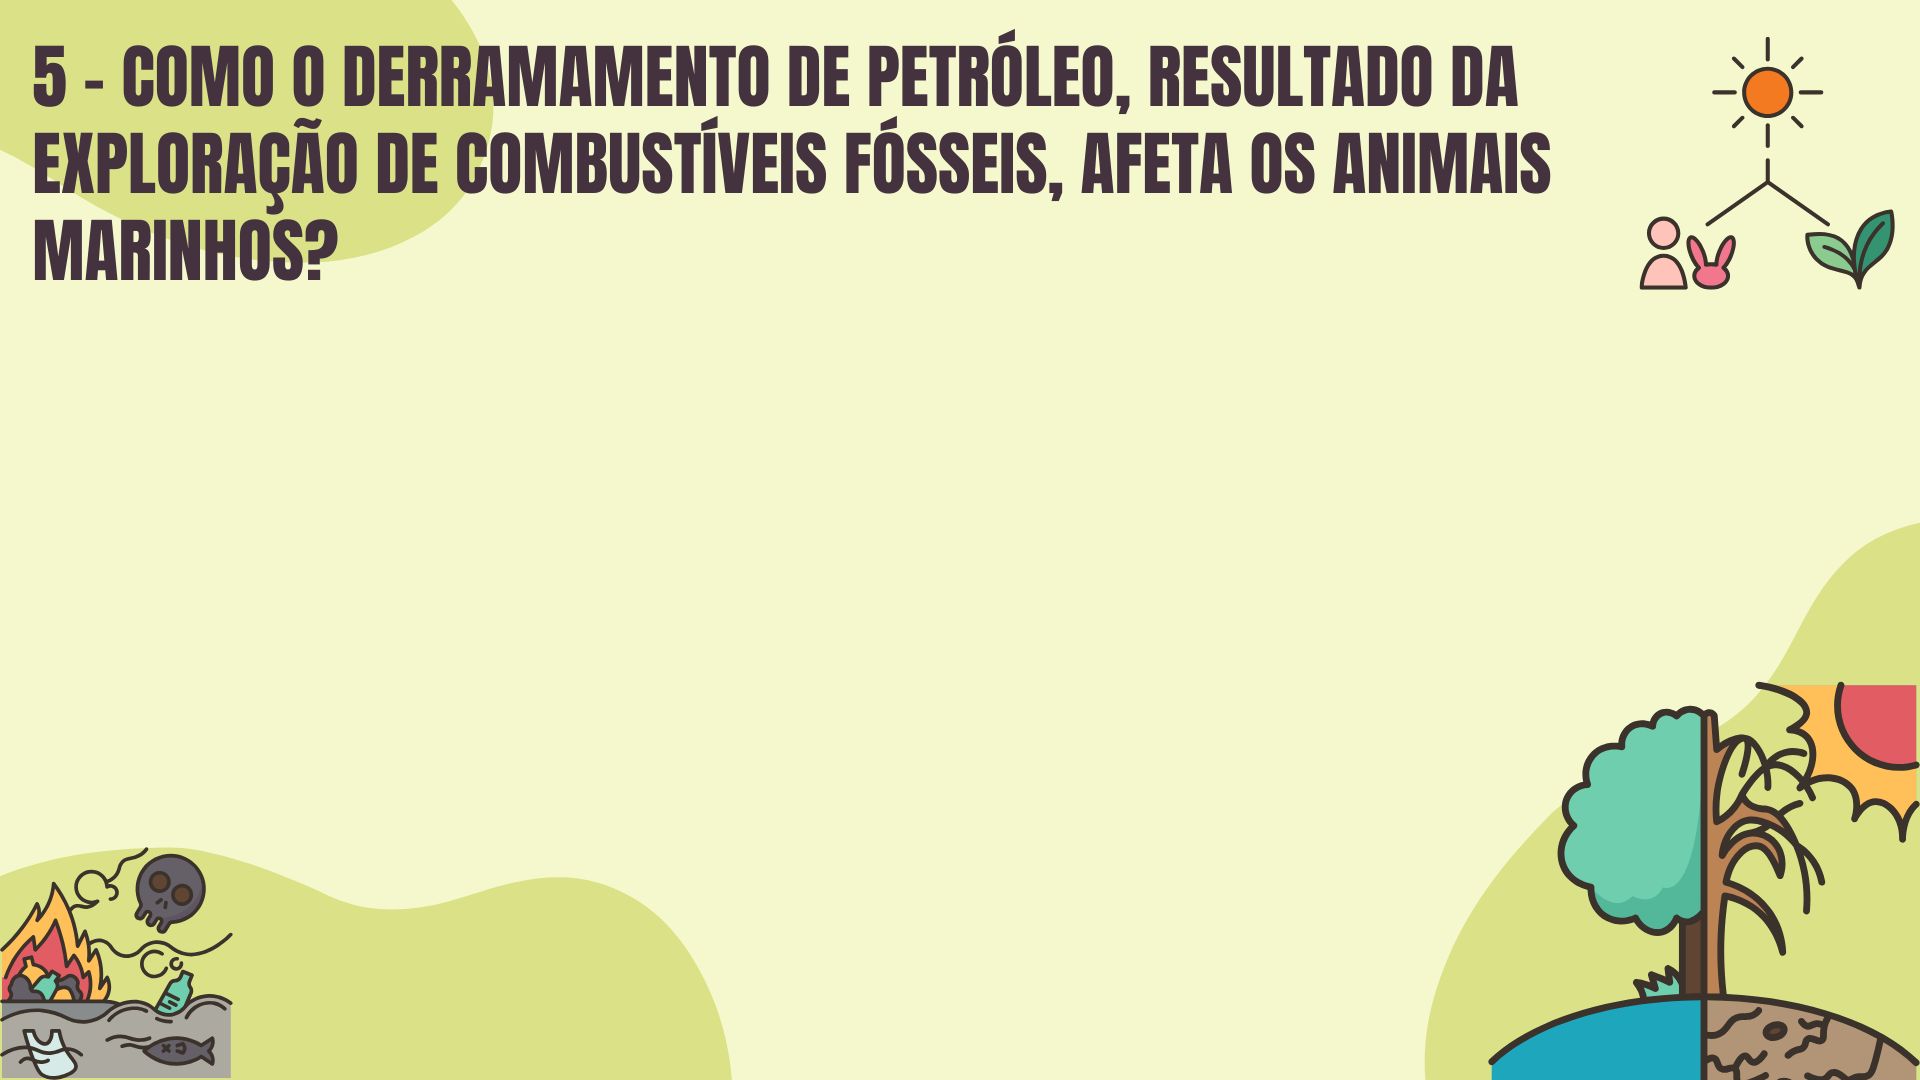 5 - COMO O DERRAMAMENTO DE PETRÓLEO, RESULTADO DA
EXPLORAÇÃO DE COMBUSTÍVEIS FÓSSEIS, AFETA OS ANIMAIS
MARINHOS?